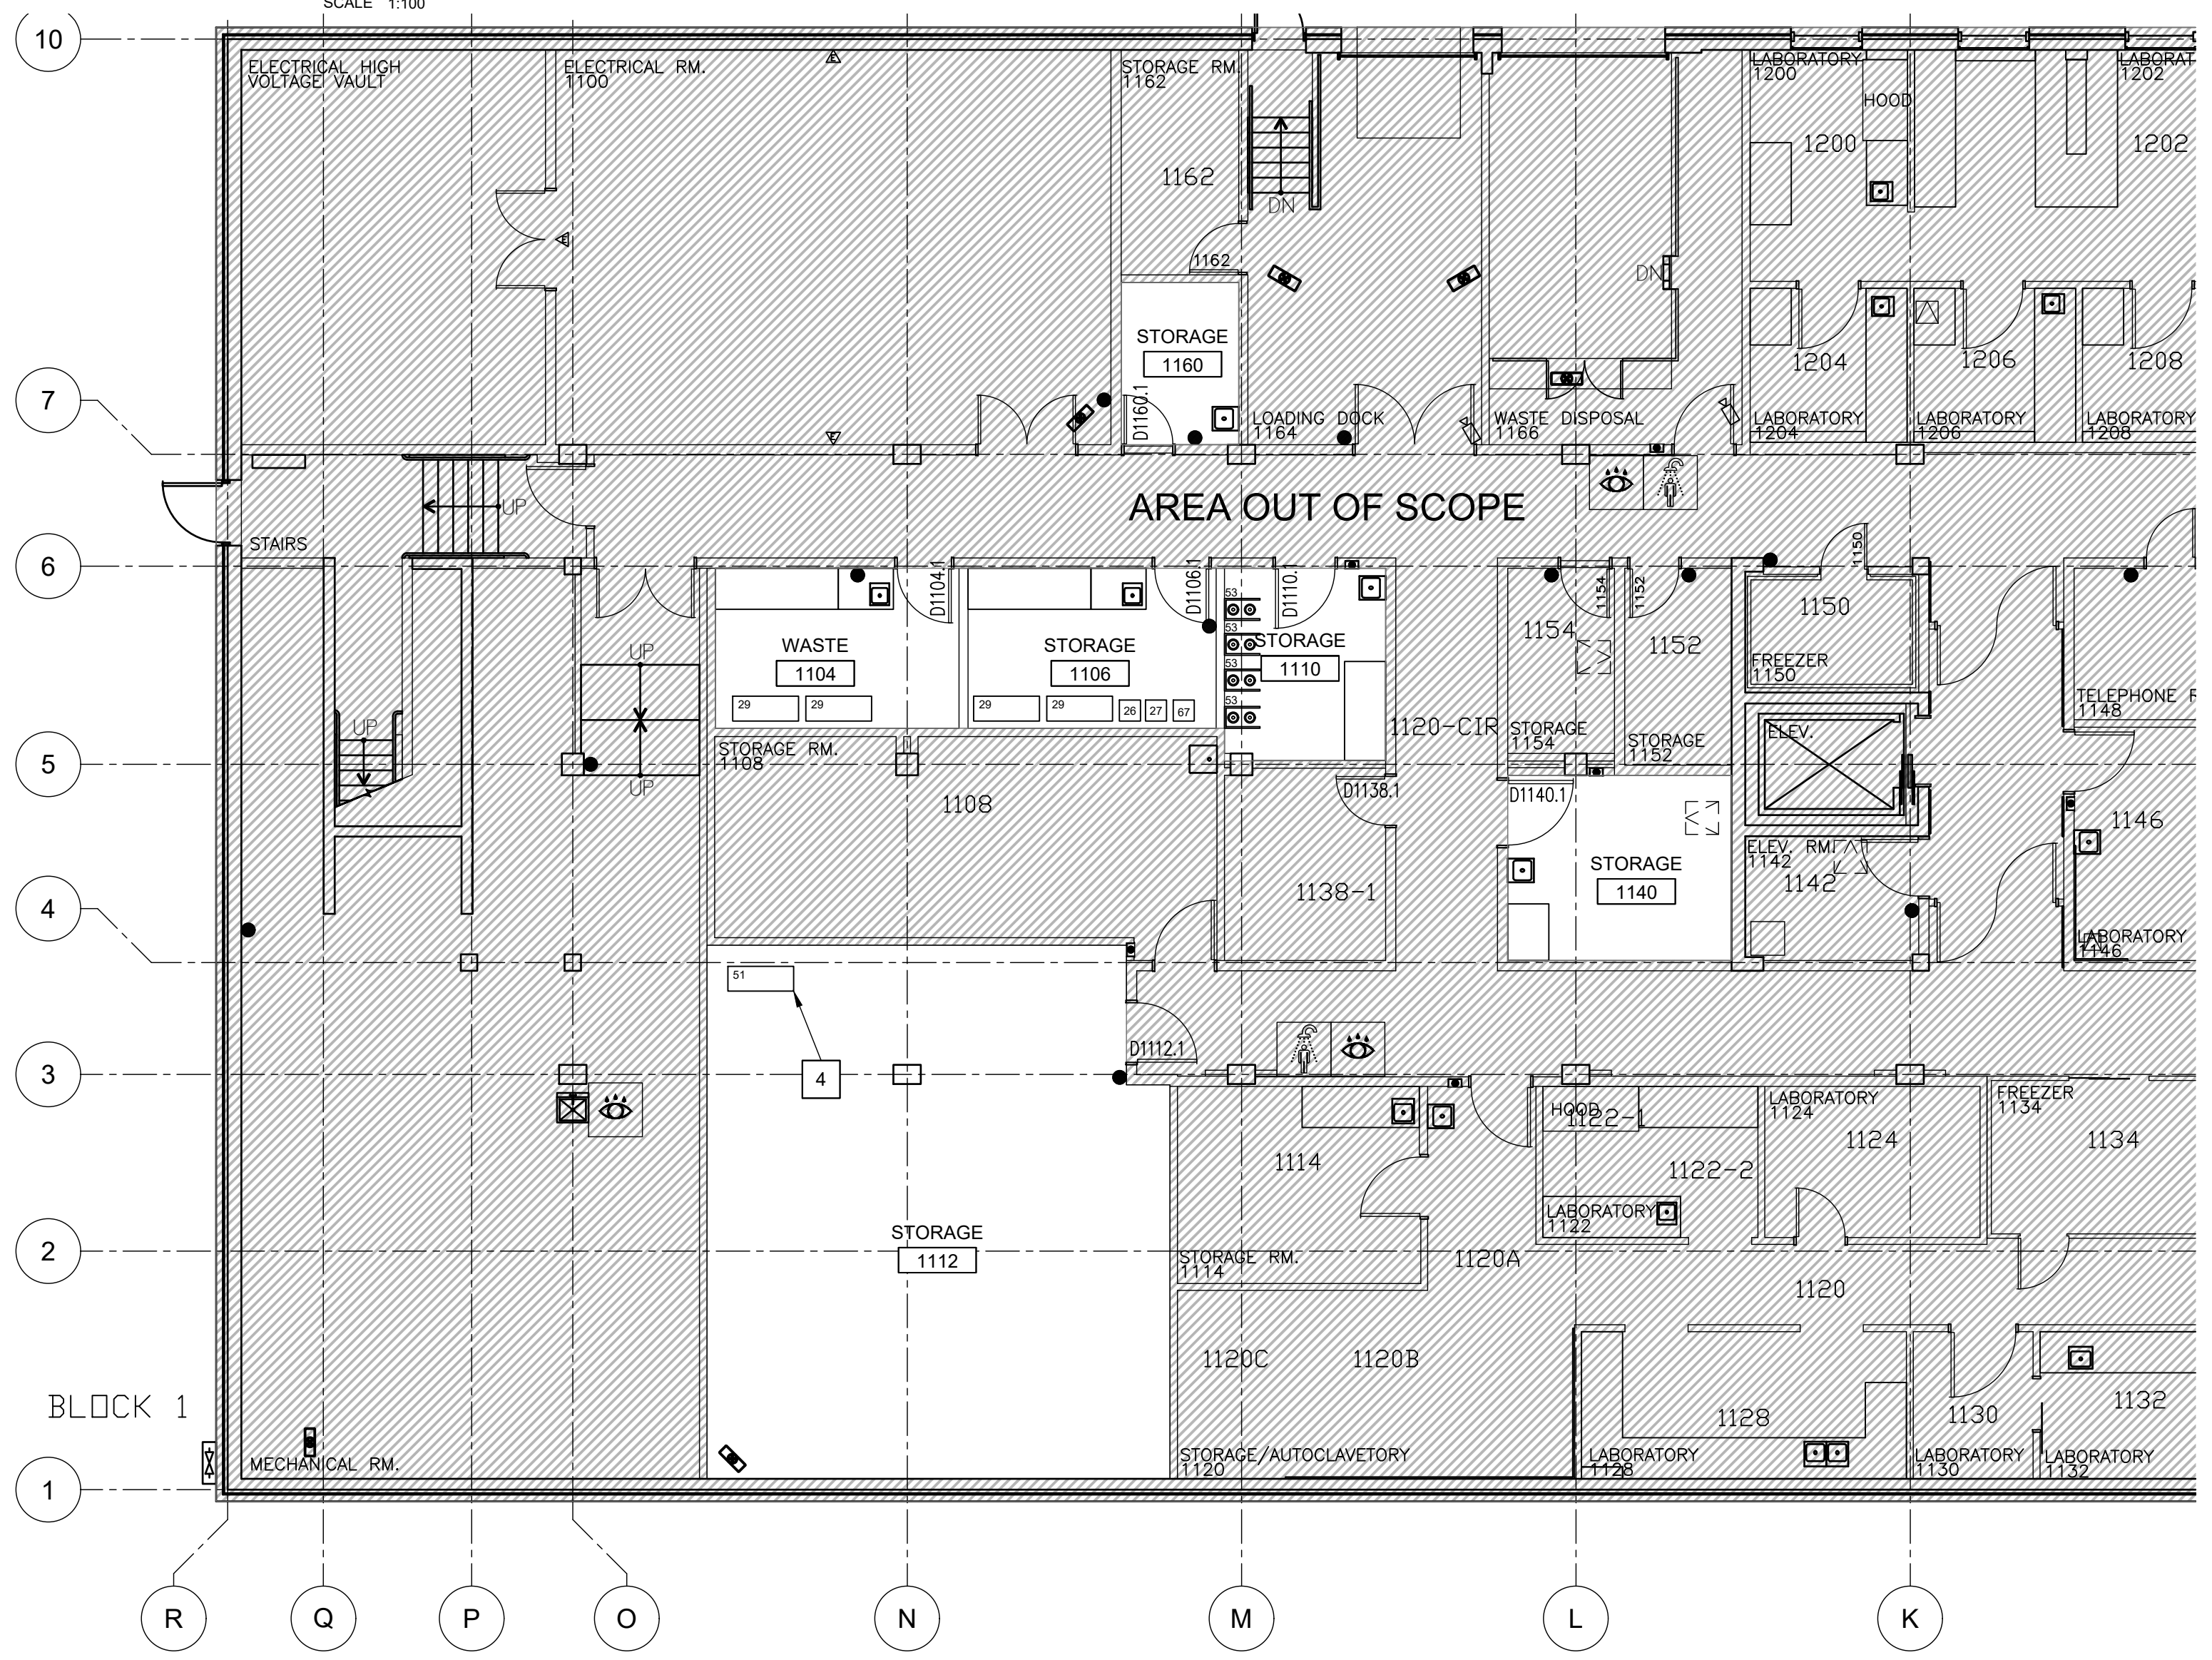 SCALE 1:100
10
ELECTRICAL HIGH
VOLTAGE VAULT
ELECTRICAL RM.
1100
E
STORAGE RM.
1162
1162
DN
LABORATORY
1200
HOOD
1200
LABORAT
1202
1202
E
1162
DN
STORAGE
1160
D1160.1
1204
1206
1208
7
E
LOADING DOCK
1164
WASTE DISPOSAL
1166
LABORATORY
1204
LABORATORY
1206
LABORATORY
1208
UP
AREA OUT OF SCOPE
STAIRS
6
D1104.1
D1106.1
D1110.1
1154
1152
1150
53
53
53
53
WASTE
1104
STORAGE
1106
STORAGE
1110
1154
1152
1150
FREEZER
1150
UP
29
29
29
29
26
27
67
UP
1120-CIR
STORAGE
1154
STORAGE
1152
ELEV.
TELEPHONE R
1148
5
STORAGE RM.
1108
UP
1108
D1138.1
D1140.1
1146
STORAGE
1140
ELEV. RM.
1142
1142
4
1138-1
LABORATORY
1146
51
4
D1112.1
3
HOOD
1122-1
LABORATORY
1124
FREEZER
1134
1114
1124
1134
1122-2
LABORATORY
1122
2
STORAGE
1112
STORAGE RM.
1114
1120A
1120
1120C
1120B
BLOCK 1
1128
1130
1132
MECHANICAL RM.
STORAGE/AUTOCLAVETORY
1120
LABORATORY
1128
LABORATORY
1130
LABORATORY
1132
1
R
Q
P
O
N
M
L
K